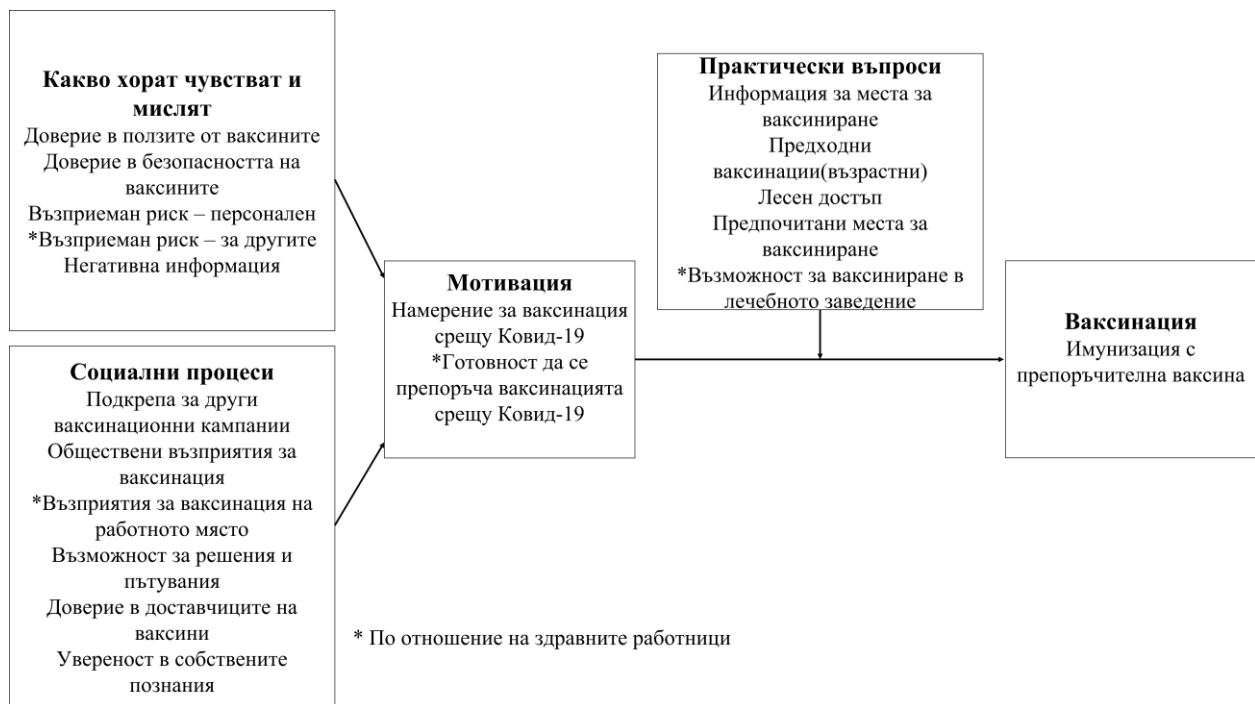 Какво хорат чувстват и
мислят
Доверие в ползите от ваксините
Доверие в безопасността на
ваксините
Възприеман риск – персонален
*Възприеман риск – за другите
Негативна информация
Социални процеси
Подкрепа за други
ваксинационни кампании
Обществени възприятия за
ваксинация
*Възприятия за ваксинация на
работното място
Възможност за решения и
пътувания
Доверие в доставчиците на
ваксини
Увереност в собствените
познания
Мотивация
Намерение за ваксинация
срещу Ковид-19
*Готовност да се
препоръча ваксинацията
срещу Ковид-19
Практически въпроси
Информация за места за
ваксиниране
Предходни
ваксинации(възрастни)
Лесен достъп
Предпочитани места за
ваксиниране
*Възможност за ваксиниране в
лечебното заведение
Ваксинация
Имунизация с
препоръчителна ваксина
* По отношение на здравните работници